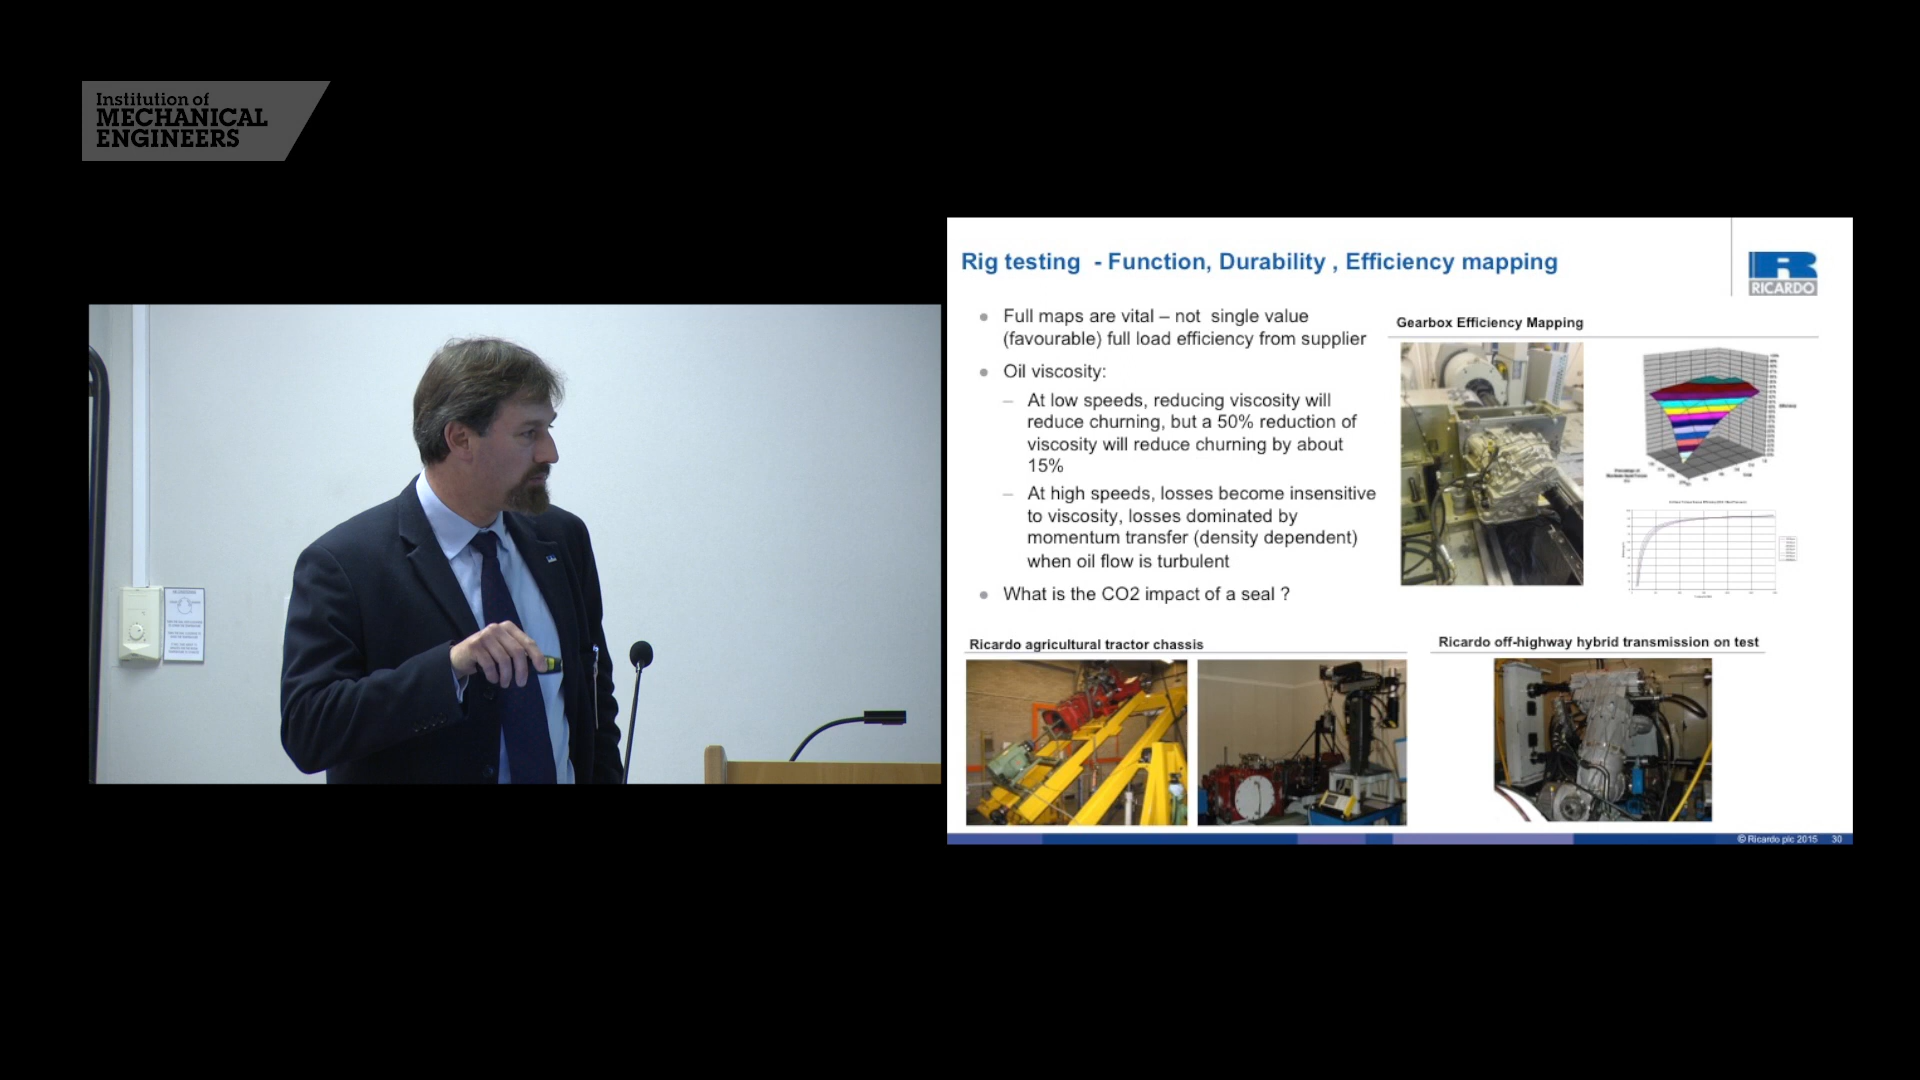 Institution of
MECHANICAL
ENGINEERS
Rig testing - Function, Durability , Efficiency mapping
RICARDO
Full maps are vital – not single value
(favourable) full load efficiency from supplier
Oil viscosity:
– At low speeds, reducing viscosity will
reduce churning, but a 50% reduction of
viscosity will reduce churning by about
15%
– At high speeds, losses become insensitive
to viscosity, losses dominated by
momentum transfer (density dependent)
when oil flow is turbulent
What is the CO2 impact of a seal ?
Gearbox Efficiency Mapping
Ricardo agricultural tractor chassis
Ricardo off-highway hybrid transmission on test
© Ricardo plc 2015 30